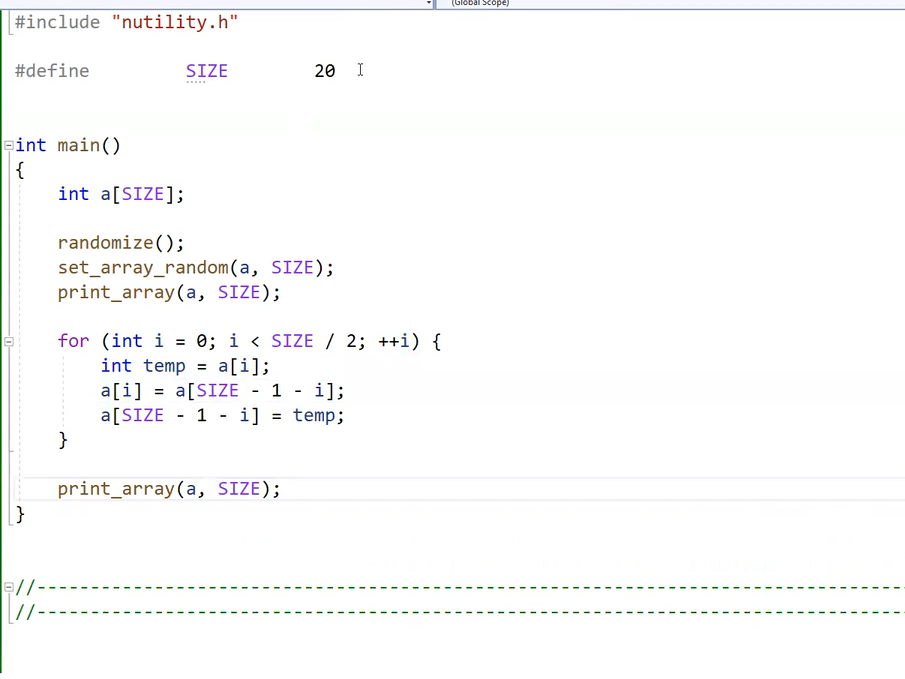 (Global Scope)
#include "nutility.h"
#define SIZE 20
int main()
{
int a[SIZE];
randomize();
set_array_random(a, SIZE);
print_array(a, SIZE);
for (int i = 0; i < SIZE / 2; ++i) {
int temp = a[i];
a[i] = a[SIZE - 1 - i];
a[SIZE - 1 - i] = temp;
}
print_array(a, SIZE);
}
//---------------------------------------------------------------------------------
//---------------------------------------------------------------------------------